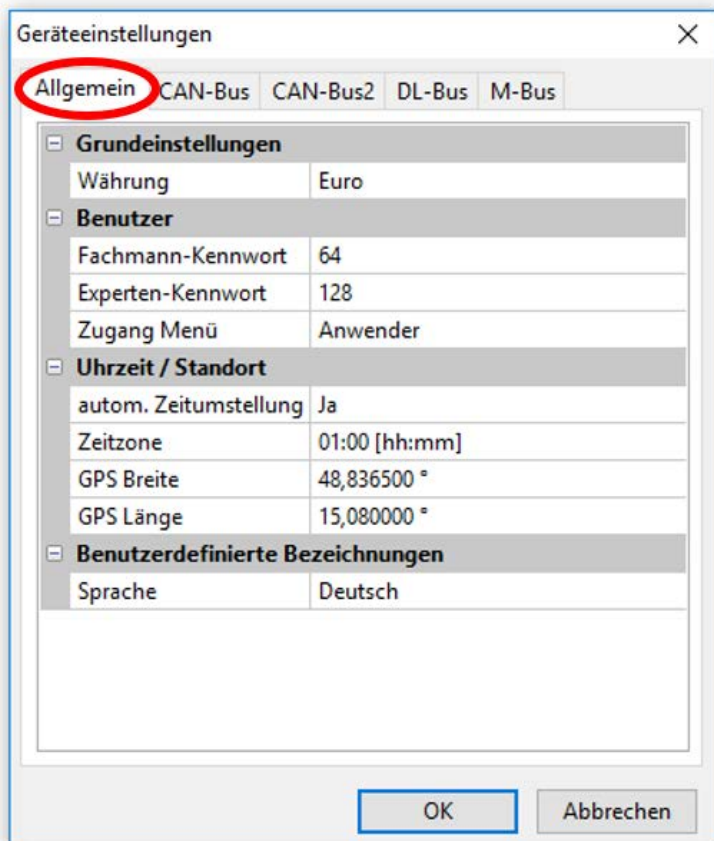 Geräteeinstellungen
Allgemein CAN-Bus CAN-Bus2 DL-Bus M-Bus
Grundeinstellungen
Währung Euro
Benutzer
Fachmann-Kennwort 64
Experten-Kennwort 128
Zugang Menü Anwender
Uhrzeit / Standort
autom. Zeitumstellung Ja
Zeitzone 01:00 [hh:mm]
GPS Breite 48,836500 °
GPS Länge 15,080000 °
Benutzerdefinierte Bezeichnungen
Sprache Deutsch
OK Abbrechen